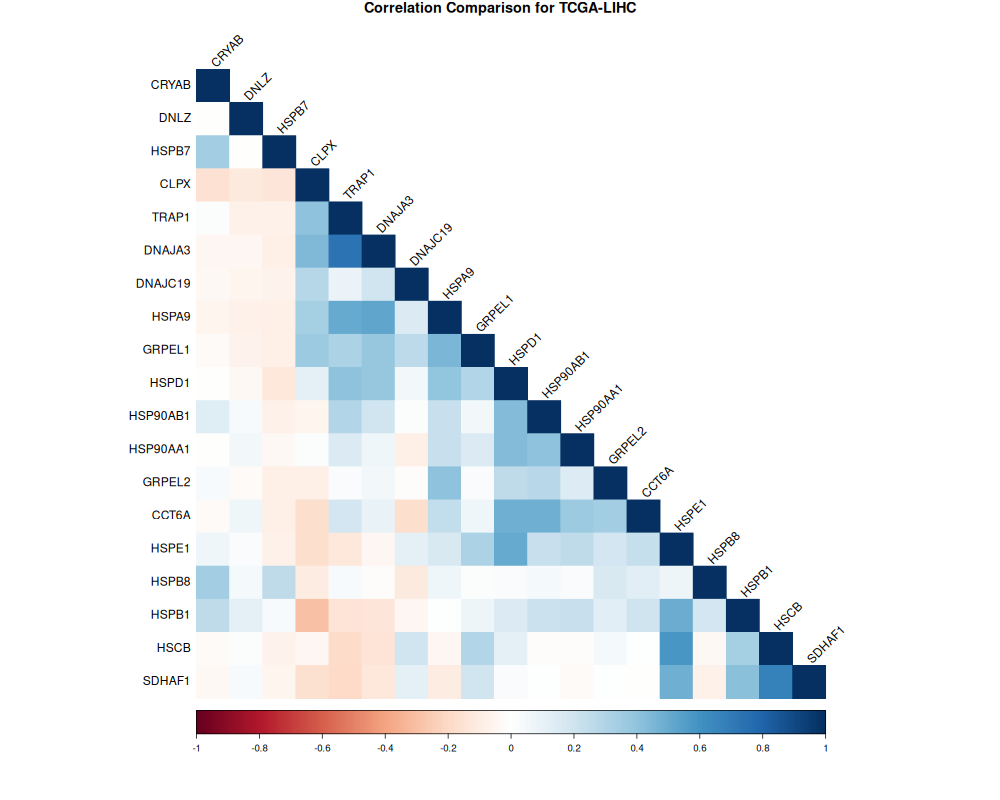 Correlation Comparison for TCGA-LIHC
CRYAB
DNLZ
HSPB7
CLPX
TRAP1
DNAJA3
DNAJC19
HSPA9
GRPEL1
HSPD1
HSP90AB1
HSP90AA1
GRPEL2
CCT6A
HSPE1
HSPB8
HSPB1
HSCB
SDHAF1
CRYAB
DNLZ
HSPB7
CLPX
TRAP1
DNAJA3
DNAJC19
HSPA9
GRPEL1
HSPD1
HSP90AB1
HSP90AA1
GRPEL2
CCT6A
HSPE1
HSPB8
HSPB1
HSCB
SDHAF1
-1 -0.8 -0.6 -0.4 -0.2 0 0.2 0.4 0.6 0.8 1